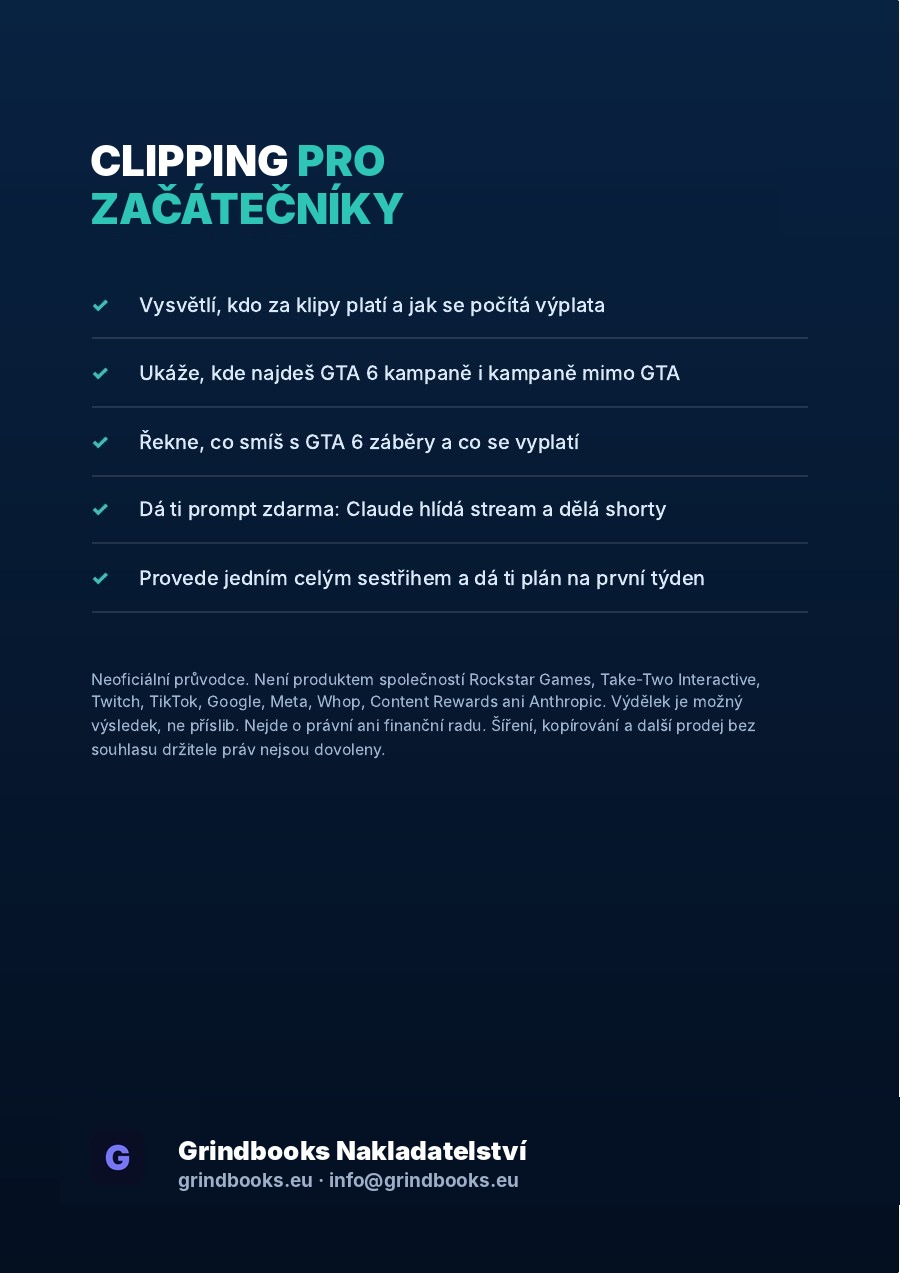 CLIPPING PRO
ZAČÁTEČNÍKY
✓ Vysvětlí, kdo za klipy platí a jak se počítá výplata
✓ Ukáže, kde najdeš GTA 6 kampaně i kampaně mimo GTA
✓ Řekne, co smíš s GTA 6 záběry a co se vyplatí
✓ Dá ti prompt zdarma: Claude hlídá stream a dělá shorty
✓ Provede jedním celým sestřihem a dá ti plán na první týden
Neoficiální průvodce. Není produktem společností Rockstar Games, Take-Two Interactive,
Twitch, TikTok, Google, Meta, Whop, Content Rewards ani Anthropic. Výdělek je možný
výsledek, ne příslib. Nejde o právní ani finanční radu. Šíření, kopírování a další prodej bez
souhlasu držitele práv nejsou dovoleny.
G
Grindbooks Nakladatelství
grindbooks.eu · info@grindbooks.eu